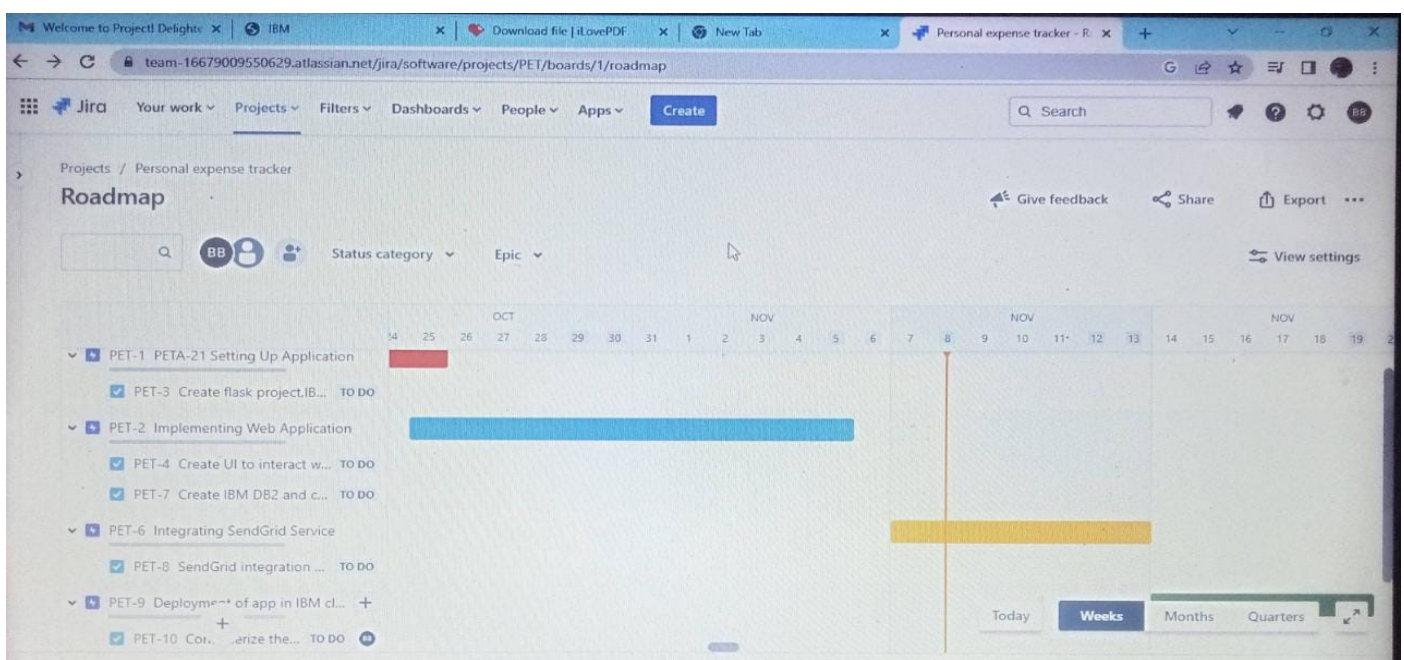 Welcome to Project! Delighte IBM Download file | iLovePDF New Tab Personal expense tracker - R
team-16679009550629.atlassian.net/jira/software/projects/PET/boards/1/roadmap
Jira Your work Projects Filters Dashboards People Apps Create Search BB
Projects / Personal expense tracker
Roadmap Give feedback Share Export
BB Status category Epic View settings
OCT NOV NOV NOV
24 25 26 27 28 29 30 31 1 2 3 4 5 6 7 8 9 10 11 12 13 14 15 16 17 18 19 2
PET-1 PETA-21 Setting Up Application
PET-3 Create flask project,IB... TO DO
PET-2 Implementing Web Application
PET-4 Create UI to interact w... TO DO
PET-7 Create IBM DB2 and c... TO DO
PET-6 Integrating SendGrid Service
PET-8 SendGrid integration ... TO DO
PET-9 Deployment of app in IBM cl...
Today Weeks Months Quarters
PET-10 the... TO DO